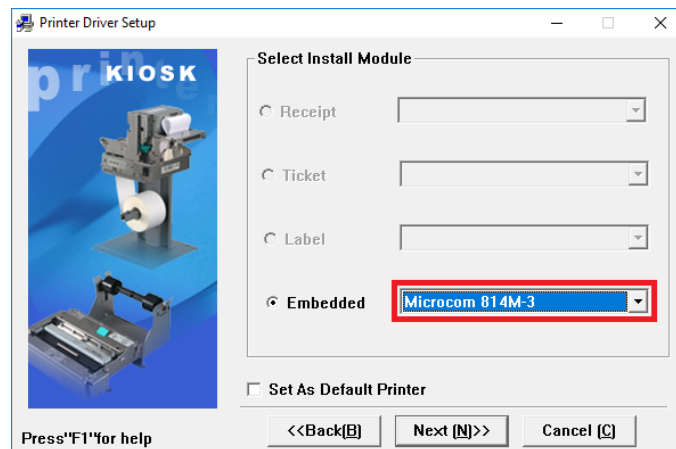 Printer Driver Setup
printer
KIOSK
Select Install Module
Receipt
Ticket
Label
Embedded
Microcom 814M-3
Set As Default Printer
<<Back(B)
Next (N)>>
Cancel (C)
Press"F1"for help